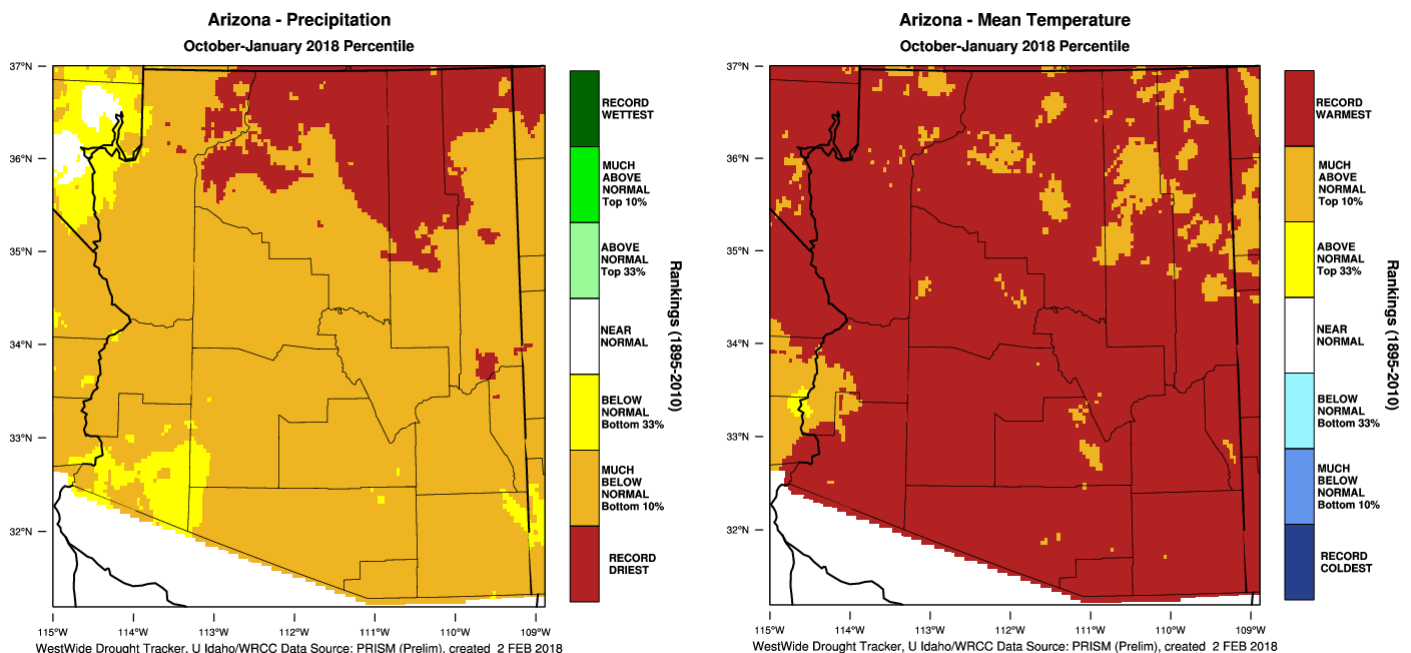 Arizona - Precipitation
October-January 2018 Percentile
37°N
36°N
35°N
34°N
33°N
32°N
115°W 114°W 113°W 112°W 111°W 110°W 109°W
RECORD
WETTEST
MUCH
ABOVE
NORMAL
Top 10%
ABOVE
NORMAL
Top 33%
NEAR
NORMAL
BELOW
NORMAL
Bottom 33%
MUCH
BELOW
NORMAL
Bottom 10%
RECORD
DRIEST
Rankings (1895-2010)
WestWide Drought Tracker, U Idaho/WRCC Data Source: PRISM (Prelim), created 2 FEB 2018
Arizona - Mean Temperature
October-January 2018 Percentile
37°N
36°N
35°N
34°N
33°N
32°N
115°W 114°W 113°W 112°W 111°W 110°W 109°W
RECORD
WARMEST
MUCH
ABOVE
NORMAL
Top 10%
ABOVE
NORMAL
Top 33%
NEAR
NORMAL
BELOW
NORMAL
Bottom 33%
MUCH
BELOW
NORMAL
Bottom 10%
RECORD
COLDEST
Rankings (1895-2010)
WestWide Drought Tracker, U Idaho/WRCC Data Source: PRISM (Prelim), created 2 FEB 2018